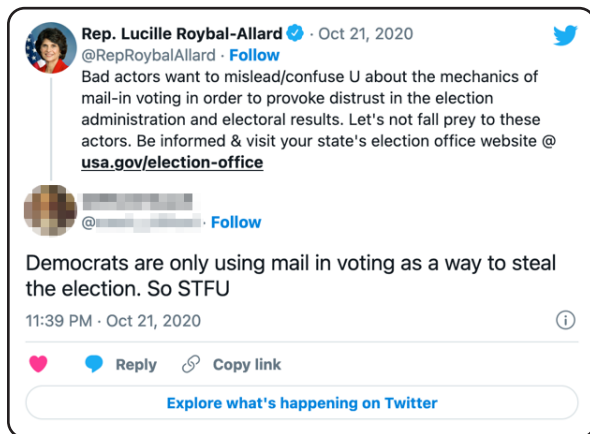 Rep. Lucille Roybal-Allard · Oct 21, 2020
@RepRoybalAllard · Follow
Bad actors want to mislead/confuse U about the mechanics of
mail-in voting in order to provoke distrust in the election
administration and electoral results. Let's not fall prey to these
actors. Be informed & visit your state's election office website @
usa.gov/election-office
@ · Follow
Democrats are only using mail in voting as a way to steal
the election. So STFU
11:39 PM · Oct 21, 2020
Reply Copy link
Explore what's happening on Twitter